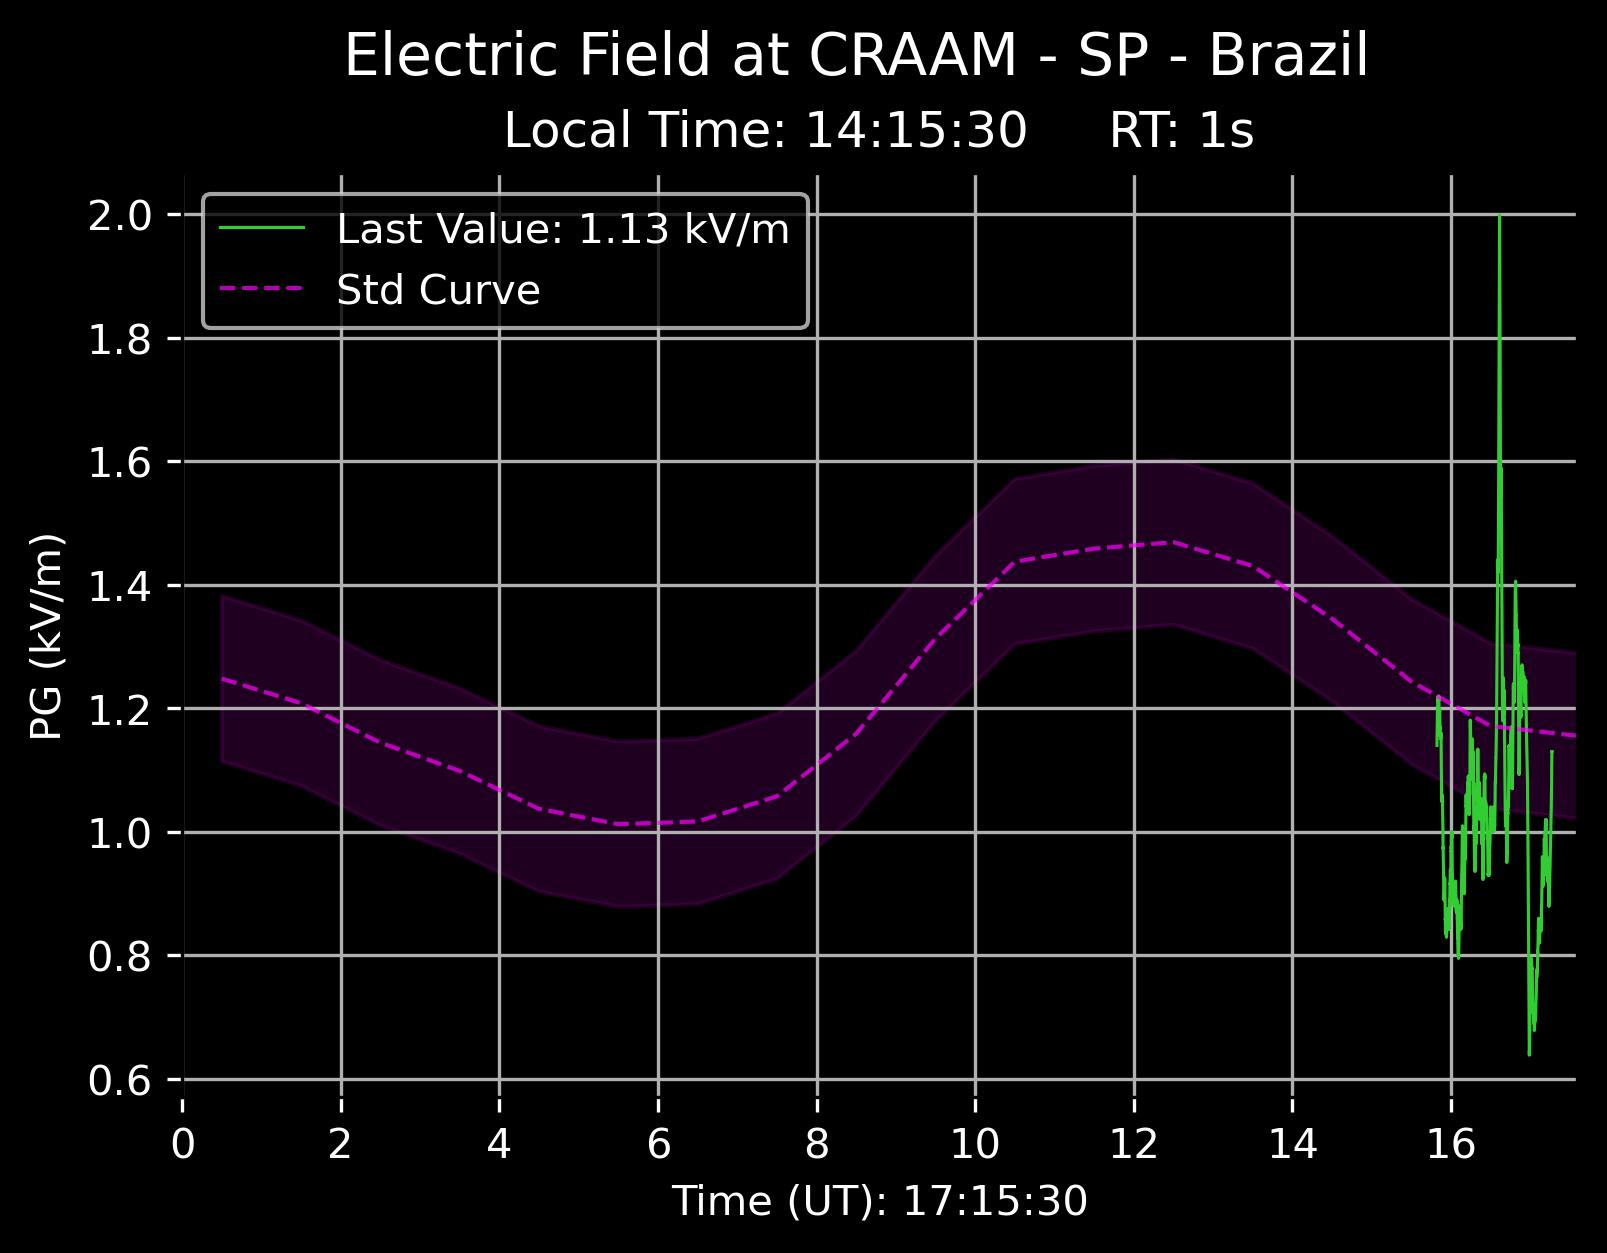 Electric Field at CRAAM - SP - Brazil
Local Time: 14:15:30 RT: 1s
Last Value: 1.13 kV/m
Std Curve
PG (kV/m)
2.0
1.8
1.6
1.4
1.2
1.0
0.8
0.6
0 2 4 6 8 10 12 14 16
Time (UT): 17:15:30